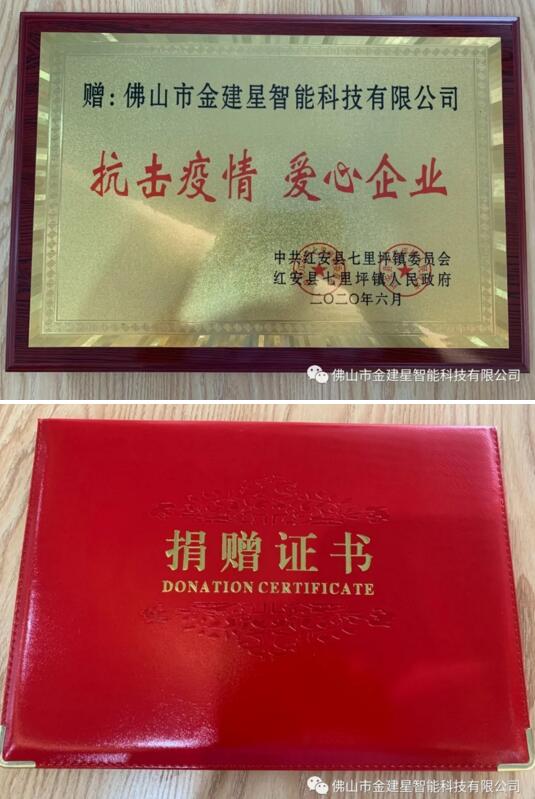 赠:佛山市金建星智能科技有限公司
抗击疫情 爱心企业
中共红安县七里坪镇委员会
红安县七里坪镇人民政府
二〇二〇年六月
佛山市金建星智能科技有限公司
捐赠证书
DONATION CERTIFICATE
佛山市金建星智能科技有限公司